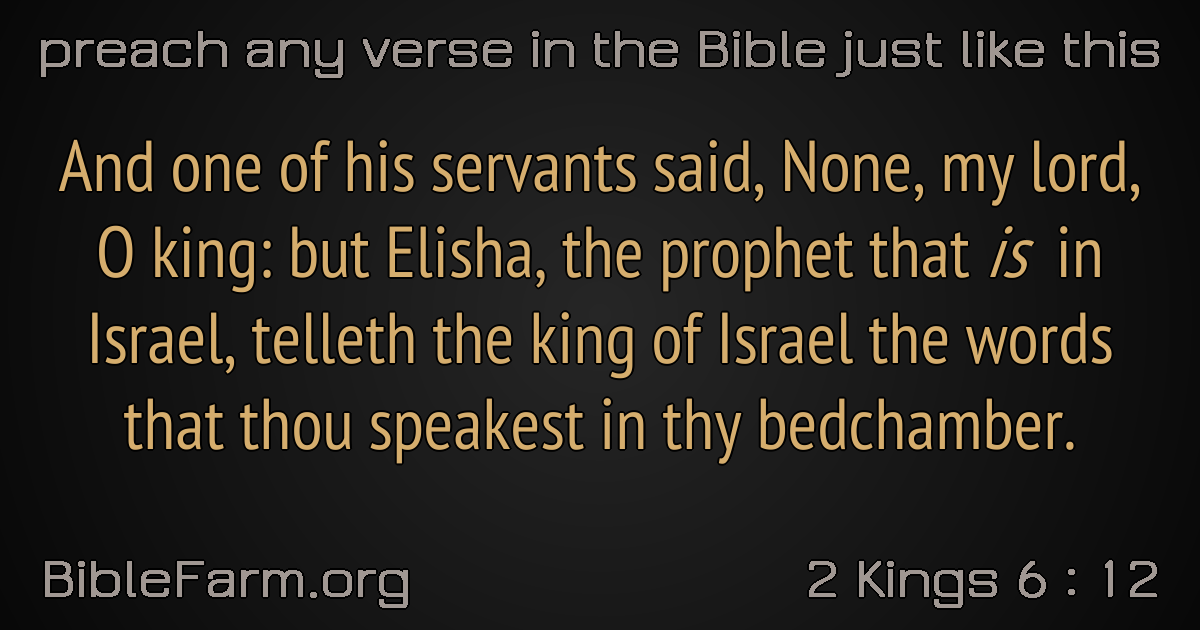 preach any verse in the Bible just like this
And one of his servants said, None, my lord,
O king: but Elisha, the prophet that is in
Israel, telleth the king of Israel the words
that thou speakest in thy bedchamber.
BibleFarm.org
2 Kings 6 : 12